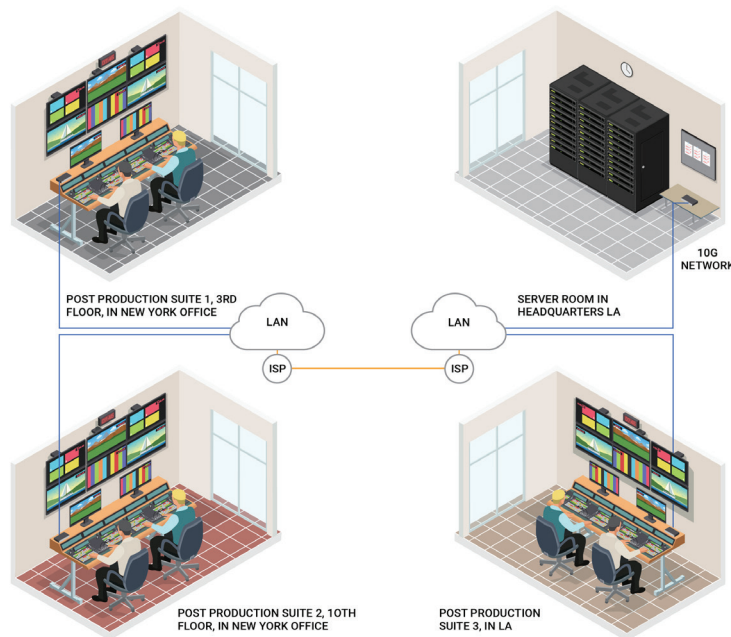 10G
NETWORK
POST PRODUCTION SUITE 1, 3RD
FLOOR, IN NEW YORK OFFICE
LAN
LAN
SERVER ROOM IN
HEADQUARTERS LA
ISP
ISP
POST PRODUCTION SUITE 2, 10TH
FLOOR, IN NEW YORK OFFICE
POST PRODUCTION
SUITE 3, IN LA